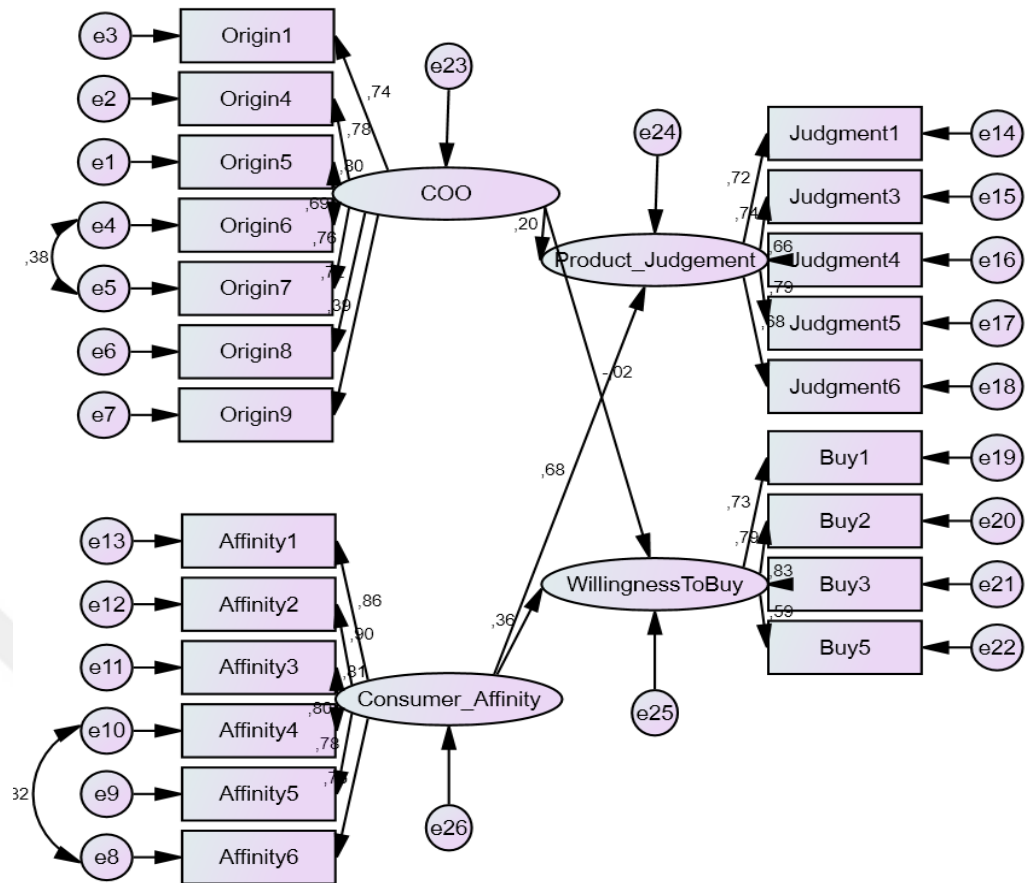 e3
Origin1
,74
e23
e2
Origin4
,78
e24
Judgment1
e14
e1
Origin5
,80
COO
,72
Judgment3
e15
e4
Origin6
,69
,20
,74
,38
,76
Product_Judgement
,66
Judgment4
e16
e5
Origin7
,79
e6
Origin8
,39
,68
Judgment5
e17
e7
Origin9
-,02
Judgment6
e18
,68
Buy1
e19
,73
e13
Affinity1
,79
Buy2
e20
e12
Affinity2
,86
WillingnessToBuy
,83
Buy3
e21
,90
,36
,59
e11
Affinity3
,81
Buy5
e22
e10
Affinity4
,80
Consumer_Affinity
e25
,78
e9
Affinity5
e26
e8
Affinity6